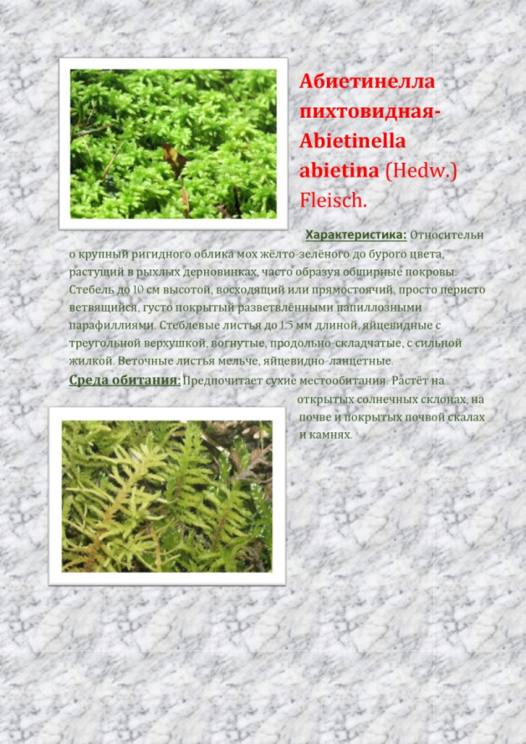 Абиетинелла
пихтовидная-
Abietinella
abietina (Hedw.)
Fleisch.
Характеристика: Относительн
о крупный ригидного облика мох жёлто-зелёного до бурого цвета,
растущий в рыхлых дерновинках, часто образуя обширные покровы.
Стебель до 10 см высотой, восходящий или прямостоячий, просто перисто
ветвящийся, густо покрытый разветвлёнными папиллозными
парафиллиями. Стеблевые листья до 1.5 мм длиной, яйцевидные с
треугольной верхушкой, вогнутые, продольно-складчатые, с сильной
жилкой. Веточные листья мельче, яйцевидно-ланцетные.
Среда обитания: Предпочитает сухие местообитания. Растёт на
открытых солнечных склонах, на
почве и покрытых почвой скалах
и камнях.